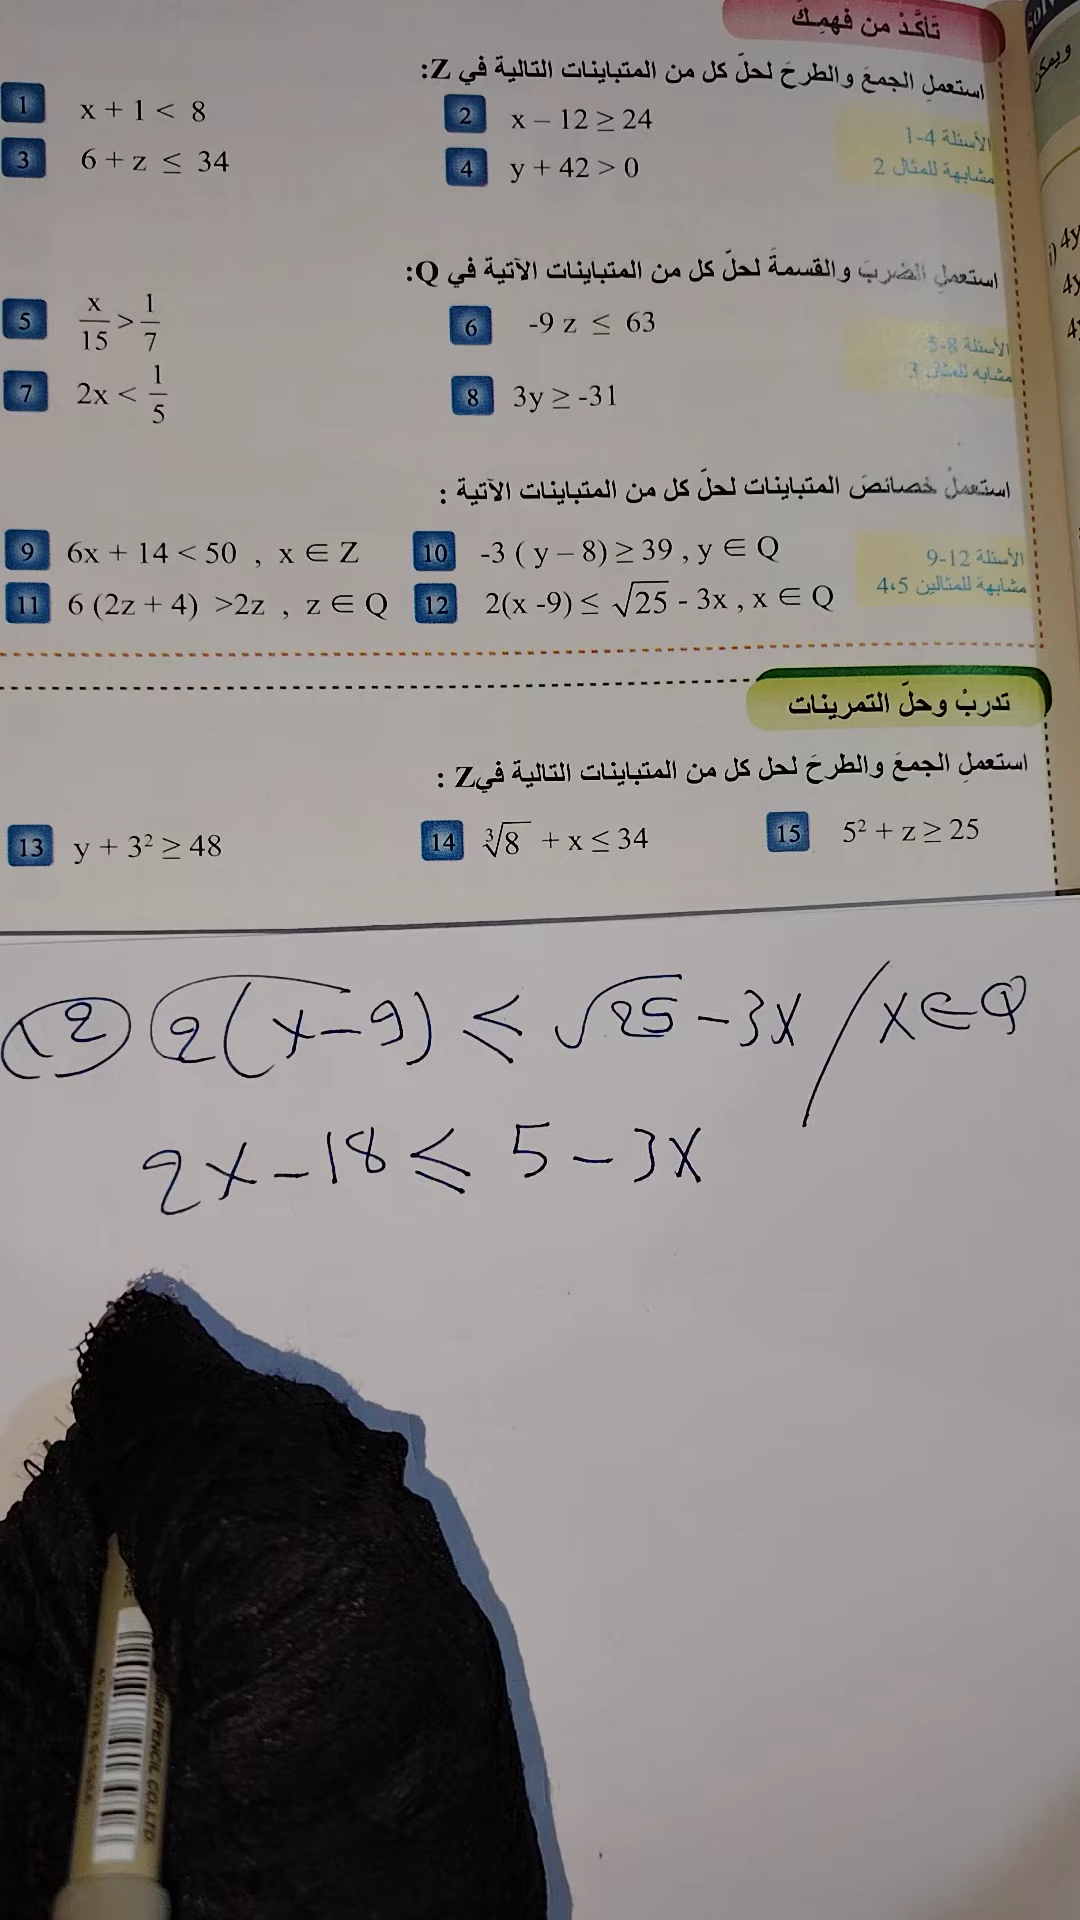 تأكَّدْ من فهمِكَ
استعملِ الجمعَ والطرحَ لحلّ كل من المتباينات التالية في Z:
1 x + 1 < 8
2 x – 12 ≥ 24
الأسئلة 4-1
3 6 + z ≤ 34
4 y + 42 > 0
مشابهة للمثال 2
استعملِ الضربَ والقسمةَ لحلّ كل من المتباينات الآتية في Q:
5 x/15 > 1/7
6 -9 z ≤ 63
الأسئلة 8-5
مشابه للمثال 3
7 2x < 1/5
8 3y ≥ -31
استعملْ خصائصَ المتباينات لحلّ كل من المتباينات الآتية :
9 6x + 14 < 50 , x ∈ Z
10 -3 ( y – 8) ≥ 39 , y ∈ Q
الأسئلة 12-9
11 6 (2z + 4) >2z , z ∈ Q
12 2(x -9) ≤ √25 - 3x , x ∈ Q
مشابهة للمثالين 4،5
تدربْ وحلّ التمرينات
استعملِ الجمعَ والطرحَ لحل كل من المتباينات التالية فيZ :
13 y + 3² ≥ 48
14 ∛8 + x ≤ 34
15 5² + z ≥ 25
12 2(x-9) ≤ √25 -3x / x∈Q
2x-18 ≤ 5-3x